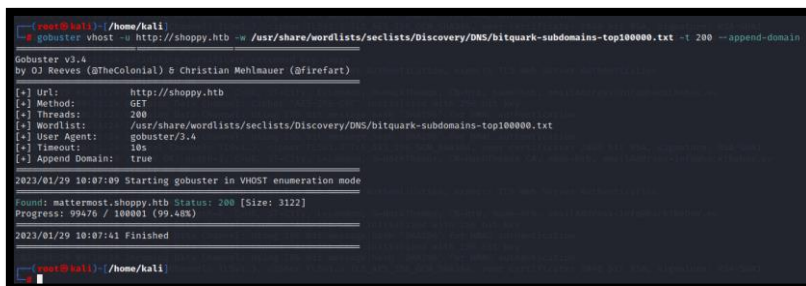 (root㉿kali)-[/home/kali]
# gobuster vhost -u http://shoppy.htb -w /usr/share/wordlists/seclists/Discovery/DNS/bitquark-subdomains-top100000.txt -t 200 --append-domain
Gobuster v3.4
by OJ Reeves (@TheColonial) & Christian Mehlmauer (@firefart)
[+] Url: http://shoppy.htb
[+] Method: GET
[+] Threads: 200
[+] Wordlist: /usr/share/wordlists/seclists/Discovery/DNS/bitquark-subdomains-top100000.txt
[+] User Agent: gobuster/3.4
[+] Timeout: 10s
[+] Append Domain: true
2023/01/29 10:07:09 Starting gobuster in VHOST enumeration mode
Found: mattermost.shoppy.htb Status: 200 [Size: 3122]
Progress: 99476 / 100001 (99.48%)
2023/01/29 10:07:41 Finished
(root㉿kali)-[/home/kali]
#